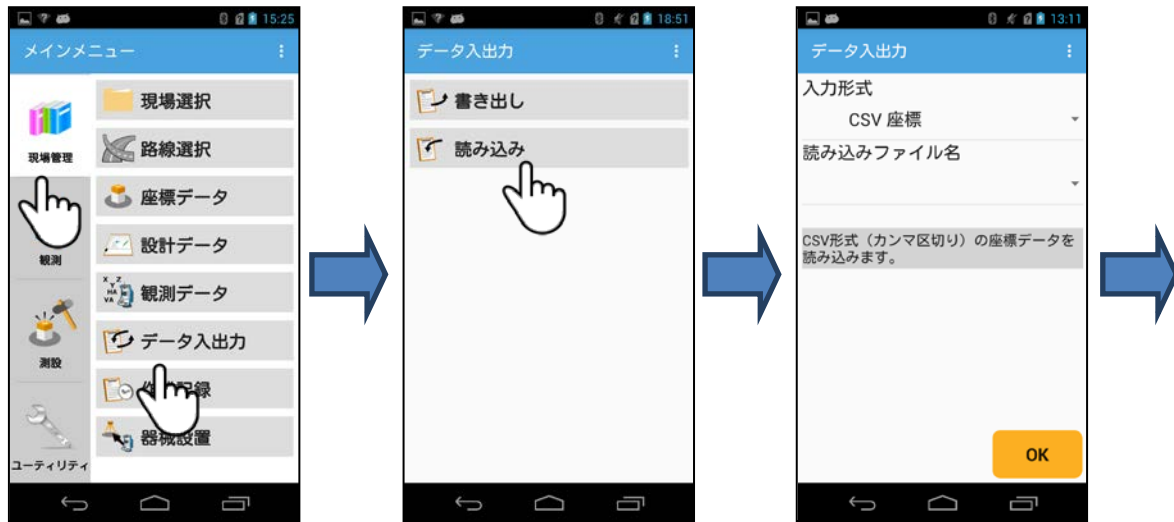 15:25
メインメニュー
現場管理
観測
測設
ユーティリティ
現場選択
路線選択
座標データ
設計データ
観測データ
データ入出力
器械設置
18:51
データ入出力
書き出し
読み込み
13:11
データ入出力
入力形式
CSV 座標
読み込みファイル名
CSV形式（カンマ区切り）の座標データを
読み込みます。
OK